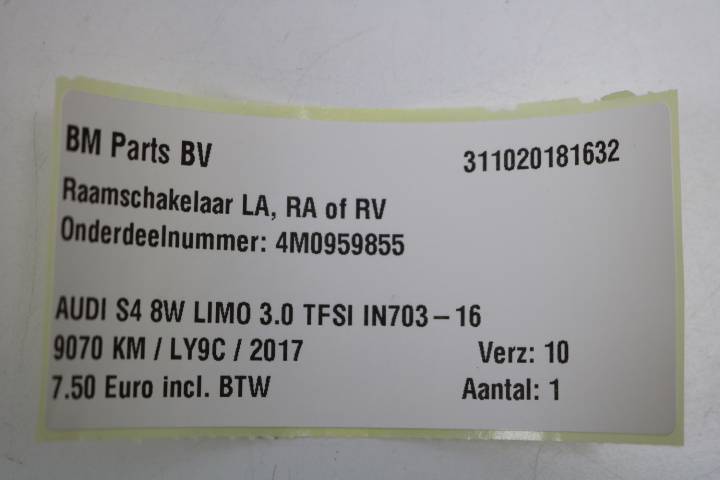 BM Parts BV 311020181632
Raamschakelaar LA, RA of RV
Onderdeelnummer: 4M0959855
AUDI S4 8W LIMO 3.0 TFSI IN703-16
9070 KM / LY9C / 2017 Verz: 10
7.50 Euro incl. BTW Aantal: 1